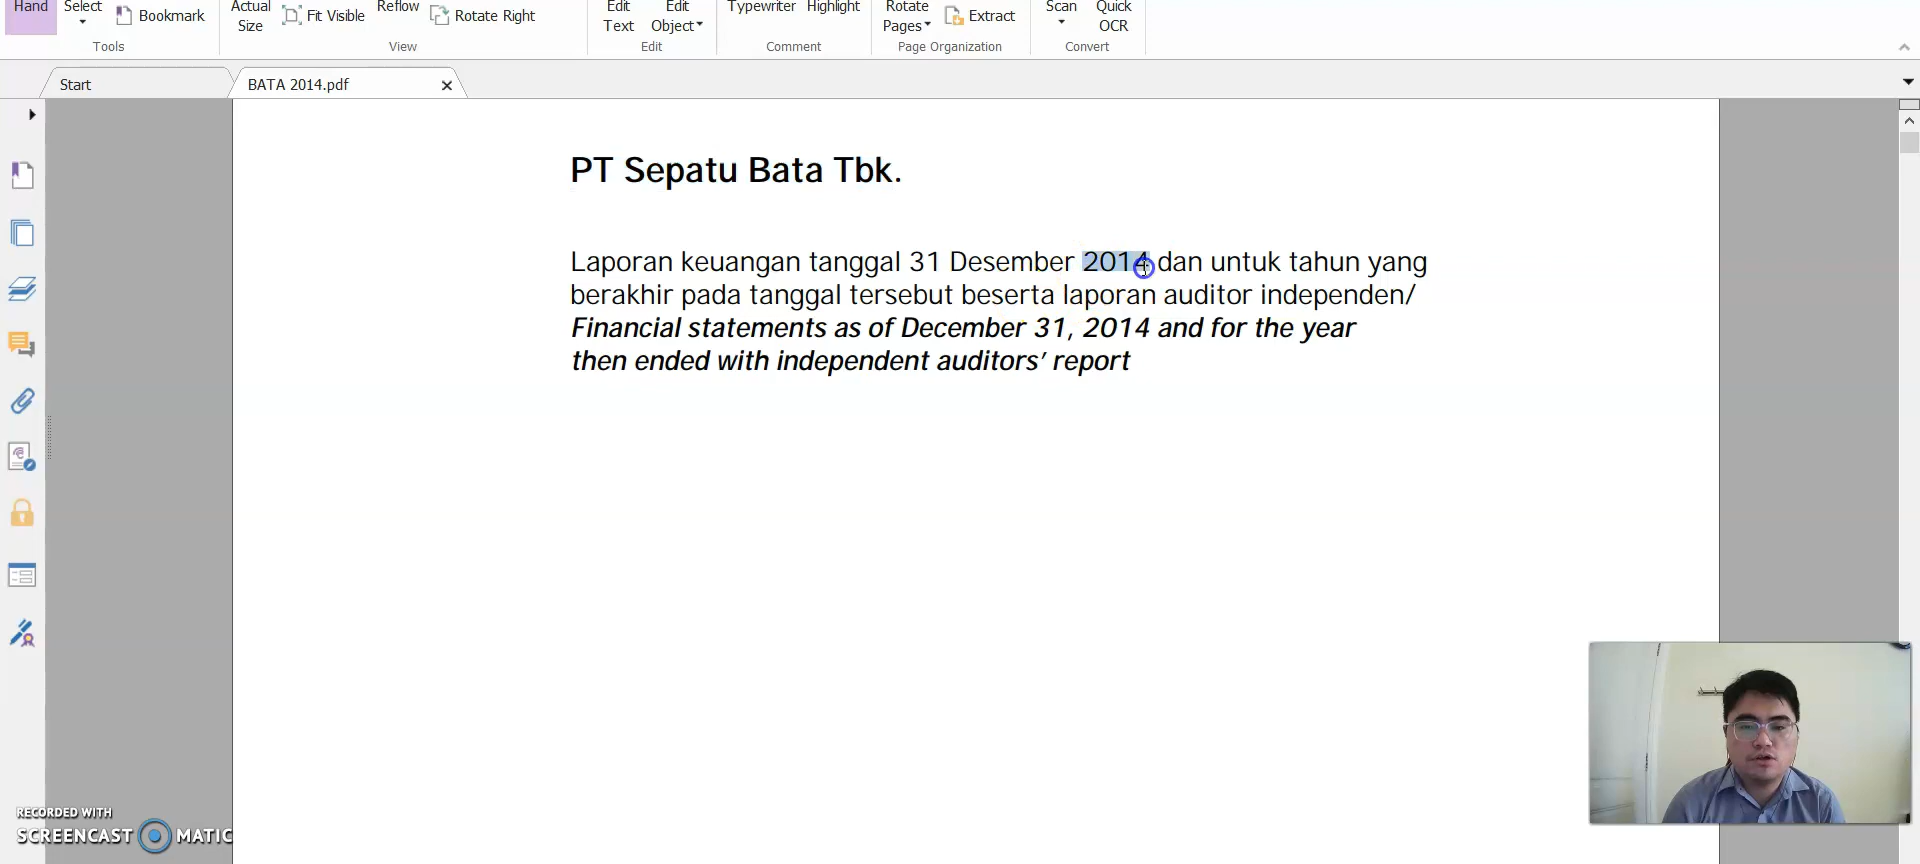 Hand
Select
Bookmark
Actual
Size
Fit Visible
Reflow
Rotate Right
Edit
Text
Edit
Object
Typewriter
Highlight
Rotate
Pages
Extract
Scan
Quick
OCR
Tools
View
Edit
Comment
Page Organization
Convert
Start
BATA 2014.pdf
PT Sepatu Bata Tbk.
Laporan keuangan tanggal 31 Desember 2014 dan untuk tahun yang
berakhir pada tanggal tersebut beserta laporan auditor independen/
Financial statements as of December 31, 2014 and for the year
then ended with independent auditors' report
RECORDED WITH
SCREENCAST MATIC